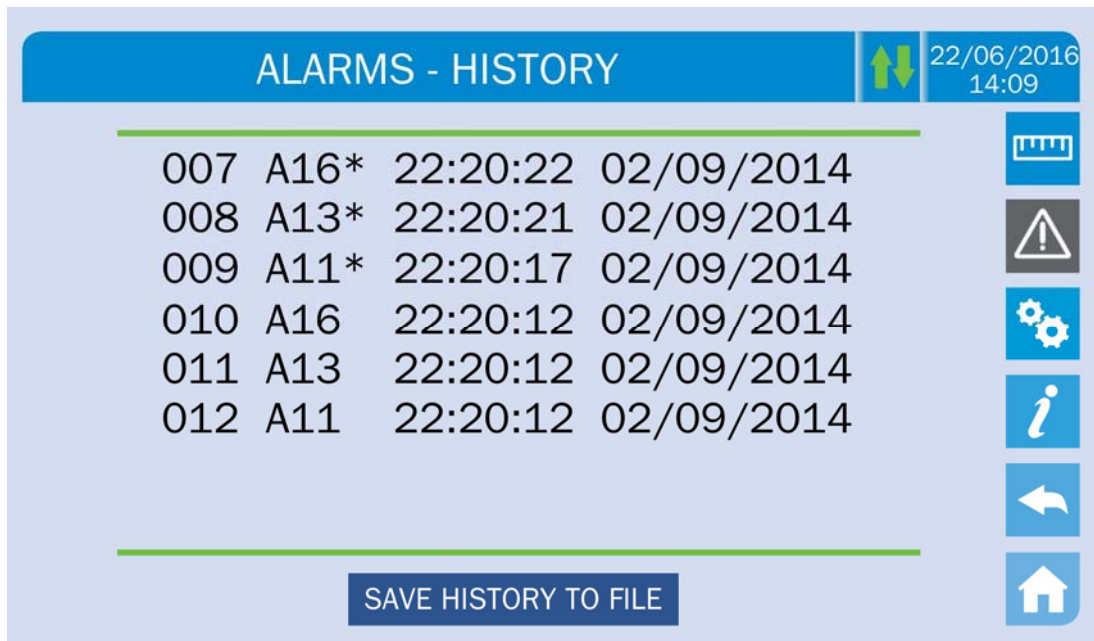 ALARMS - HISTORY
22/06/2016
14:09
007 A16* 22:20:22 02/09/2014
008 A13* 22:20:21 02/09/2014
009 A11* 22:20:17 02/09/2014
010 A16 22:20:12 02/09/2014
011 A13 22:20:12 02/09/2014
012 A11 22:20:12 02/09/2014
SAVE HISTORY TO FILE